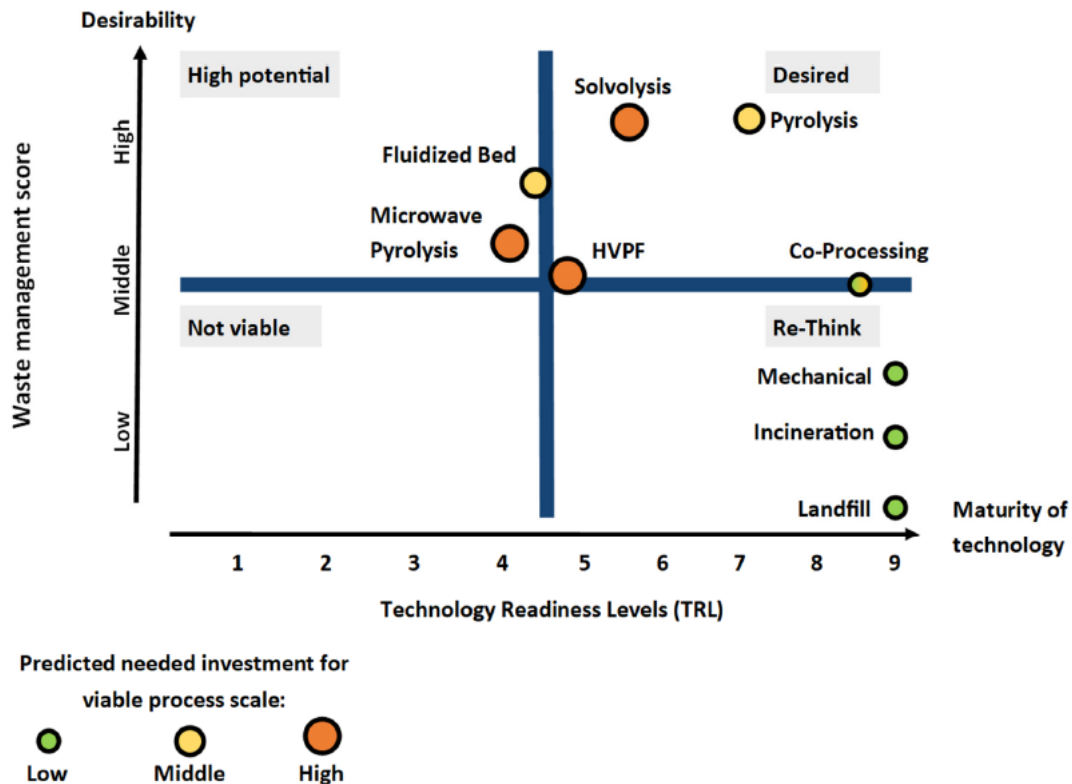 Desirability
High potential
Desired
Solvolysis
Pyrolysis
Fluidized Bed
Microwave
Pyrolysis
HVPF
Co-Processing
Not viable
Re-Think
Mechanical
Incineration
Landfill
Waste management score
High
Middle
Low
Maturity of
technology
1 2 3 4 5 6 7 8 9
Technology Readiness Levels (TRL)
Predicted needed investment for
viable process scale:
Low Middle High